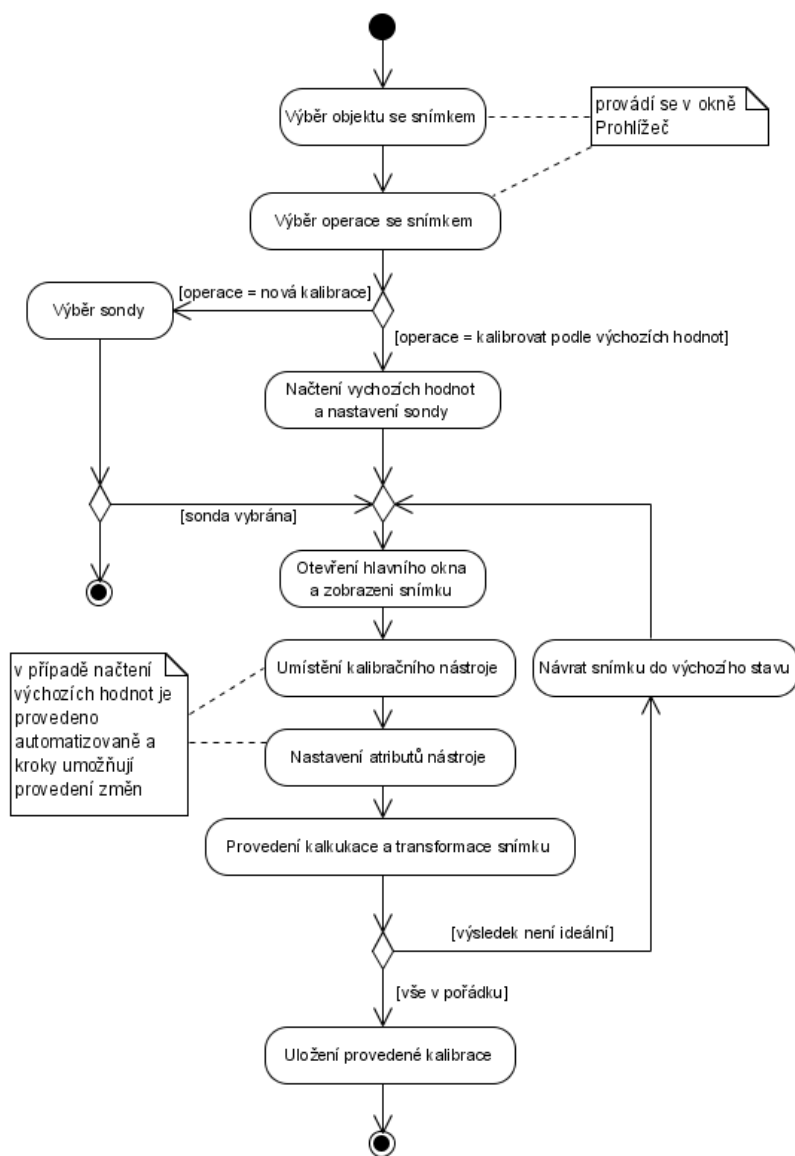 Výběr objektu se snímkem
provádí se v okně
Prohlížeč
Výběr operace se snímkem
[operace = nová kalibrace]
Výběr sondy
[operace = kalibrovat podle výchozích hodnot]
Načtení vychozích hodnot
a nastavení sondy
[sonda vybrána]
Otevření hlavního okna
a zobrazeni snímku
v případě načtení
výchozích hodnot je
provedeno
automatizovaně a
kroky umožňují
provedení změn
Umístění kalibračního nástroje
Návrat snímku do výchozího stavu
Nastavení atributů nástroje
Provedení kalkukace a transformace snímku
[výsledek není ideální]
[vše v pořádku]
Uložení provedené kalibrace